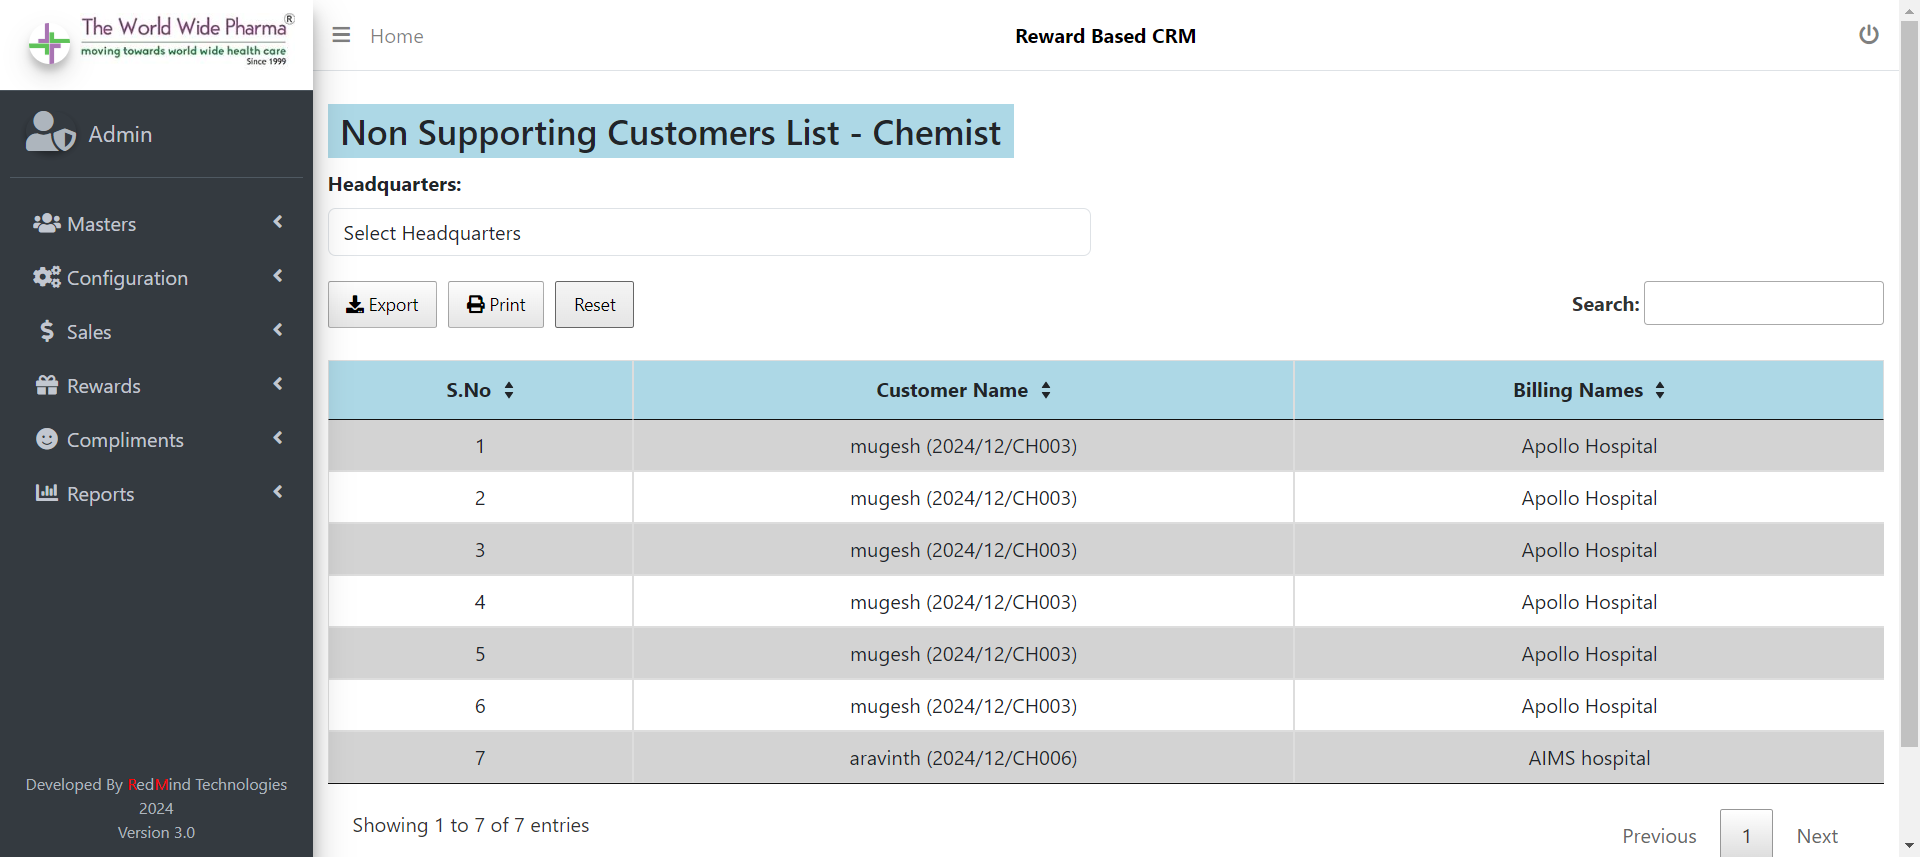 The World Wide Pharma®
moving towards world wide health care
Since 1999
Home
Reward Based CRM
Admin
Masters
Configuration
Sales
Rewards
Compliments
Reports
Developed By RedMind Technologies
2024
Version 3.0
Non Supporting Customers List - Chemist
Headquarters:
Select Headquarters
Export Print Reset Search:
S.No Customer Name Billing Names
1 mugesh (2024/12/CH003) Apollo Hospital
2 mugesh (2024/12/CH003) Apollo Hospital
3 mugesh (2024/12/CH003) Apollo Hospital
4 mugesh (2024/12/CH003) Apollo Hospital
5 mugesh (2024/12/CH003) Apollo Hospital
6 mugesh (2024/12/CH003) Apollo Hospital
7 aravinth (2024/12/CH006) AIMS hospital
Showing 1 to 7 of 7 entries
Previous 1 Next